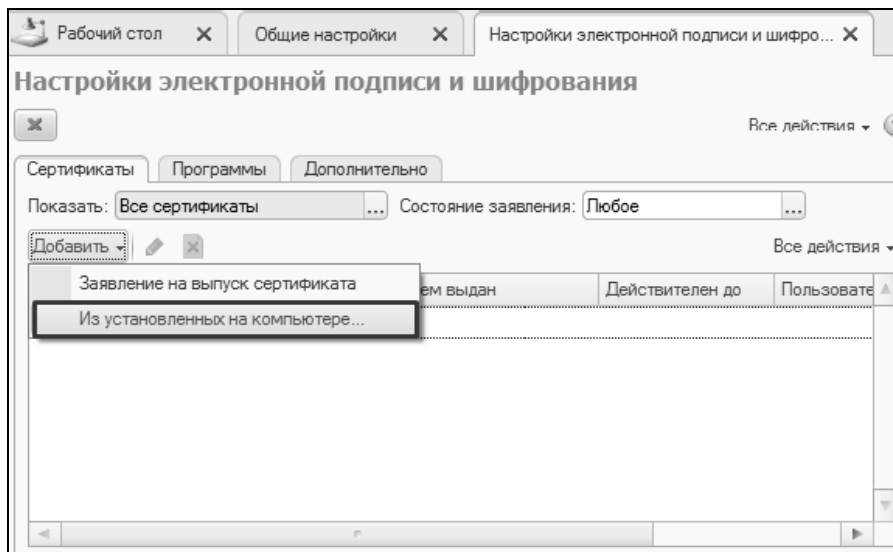 Рабочий стол Общие настройки Настройки электронной подписи и шифро...
Настройки электронной подписи и шифрования
Все действия
Сертификаты Программы Дополнительно
Показать: Все сертификаты ... Состояние заявления: Любое ...
Добавить Все действия
Заявление на выпуск сертификата
ем выдан Действителен до Пользовате
Из установленных на компьютере...